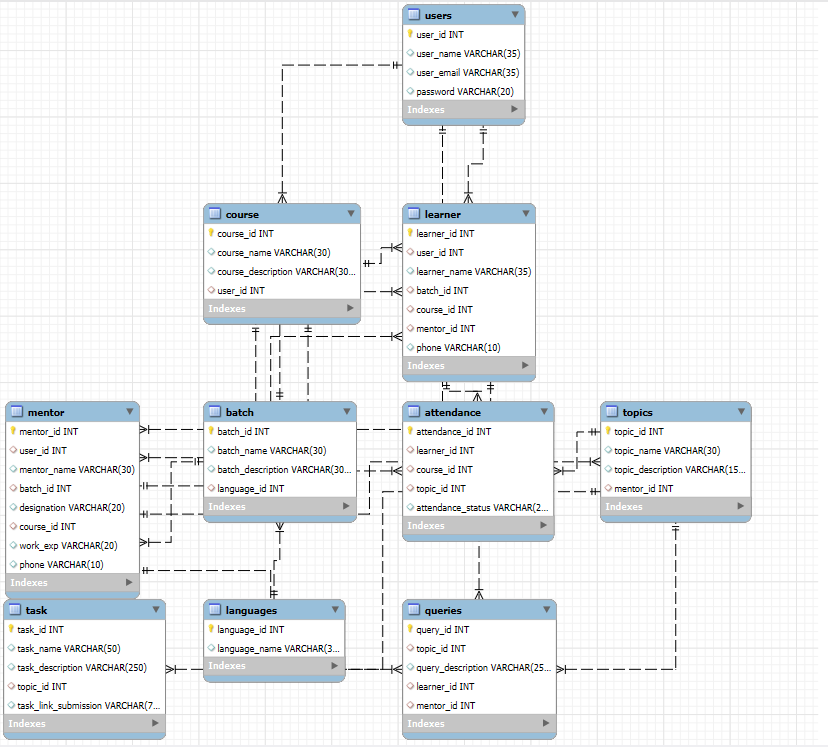 users
user_id INT
user_name VARCHAR(35)
user_email VARCHAR(35)
password VARCHAR(20)
Indexes
course
course_id INT
course_name VARCHAR(30)
course_description VARCHAR(30...
user_id INT
Indexes
learner
learner_id INT
user_id INT
learner_name VARCHAR(35)
batch_id INT
course_id INT
mentor_id INT
phone VARCHAR(10)
Indexes
mentor
mentor_id INT
user_id INT
mentor_name VARCHAR(30)
batch_id INT
designation VARCHAR(20)
course_id INT
work_exp VARCHAR(20)
phone VARCHAR(10)
Indexes
batch
batch_id INT
batch_name VARCHAR(30)
batch_description VARCHAR(30...
language_id INT
Indexes
attendance
attendance_id INT
learner_id INT
course_id INT
topic_id INT
attendance_status VARCHAR(2...
Indexes
topics
topic_id INT
topic_name VARCHAR(30)
topic_description VARCHAR(15...
mentor_id INT
Indexes
task
task_id INT
task_name VARCHAR(50)
task_description VARCHAR(250)
topic_id INT
task_link_submission VARCHAR(7...
Indexes
languages
language_id INT
language_name VARCHAR(3...
Indexes
queries
query_id INT
topic_id INT
query_description VARCHAR(25...
learner_id INT
mentor_id INT
Indexes